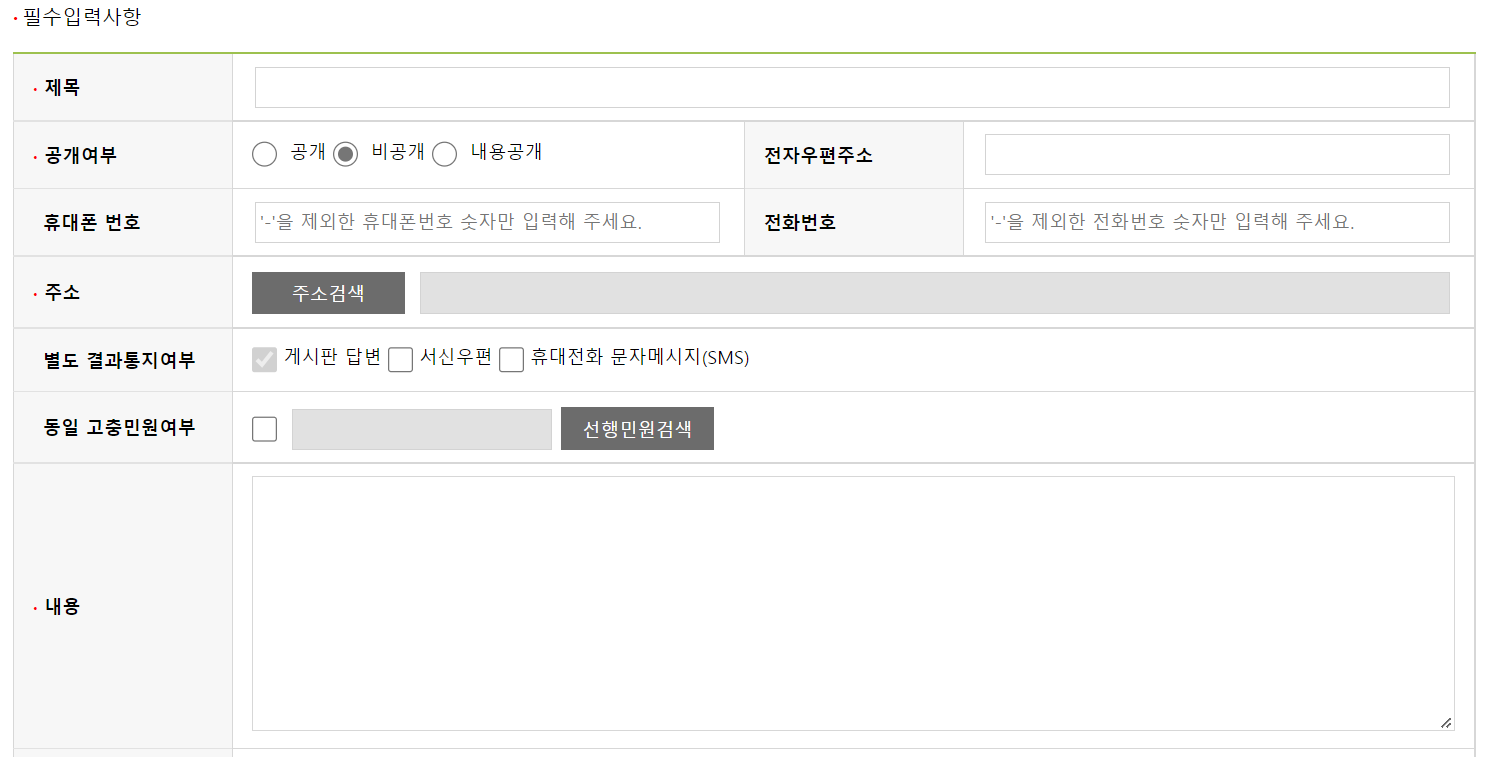 · 필수입력사항
· 제목
· 공개여부 공개 비공개 내용공개 전자우편주소
휴대폰 번호 '-'을 제외한 휴대폰번호 숫자만 입력해 주세요. 전화번호 '-'을 제외한 전화번호 숫자만 입력해 주세요.
· 주소 주소검색
별도 결과통지여부 게시판 답변 서신우편 휴대전화 문자메시지(SMS)
동일 고충민원여부 선행민원검색
· 내용